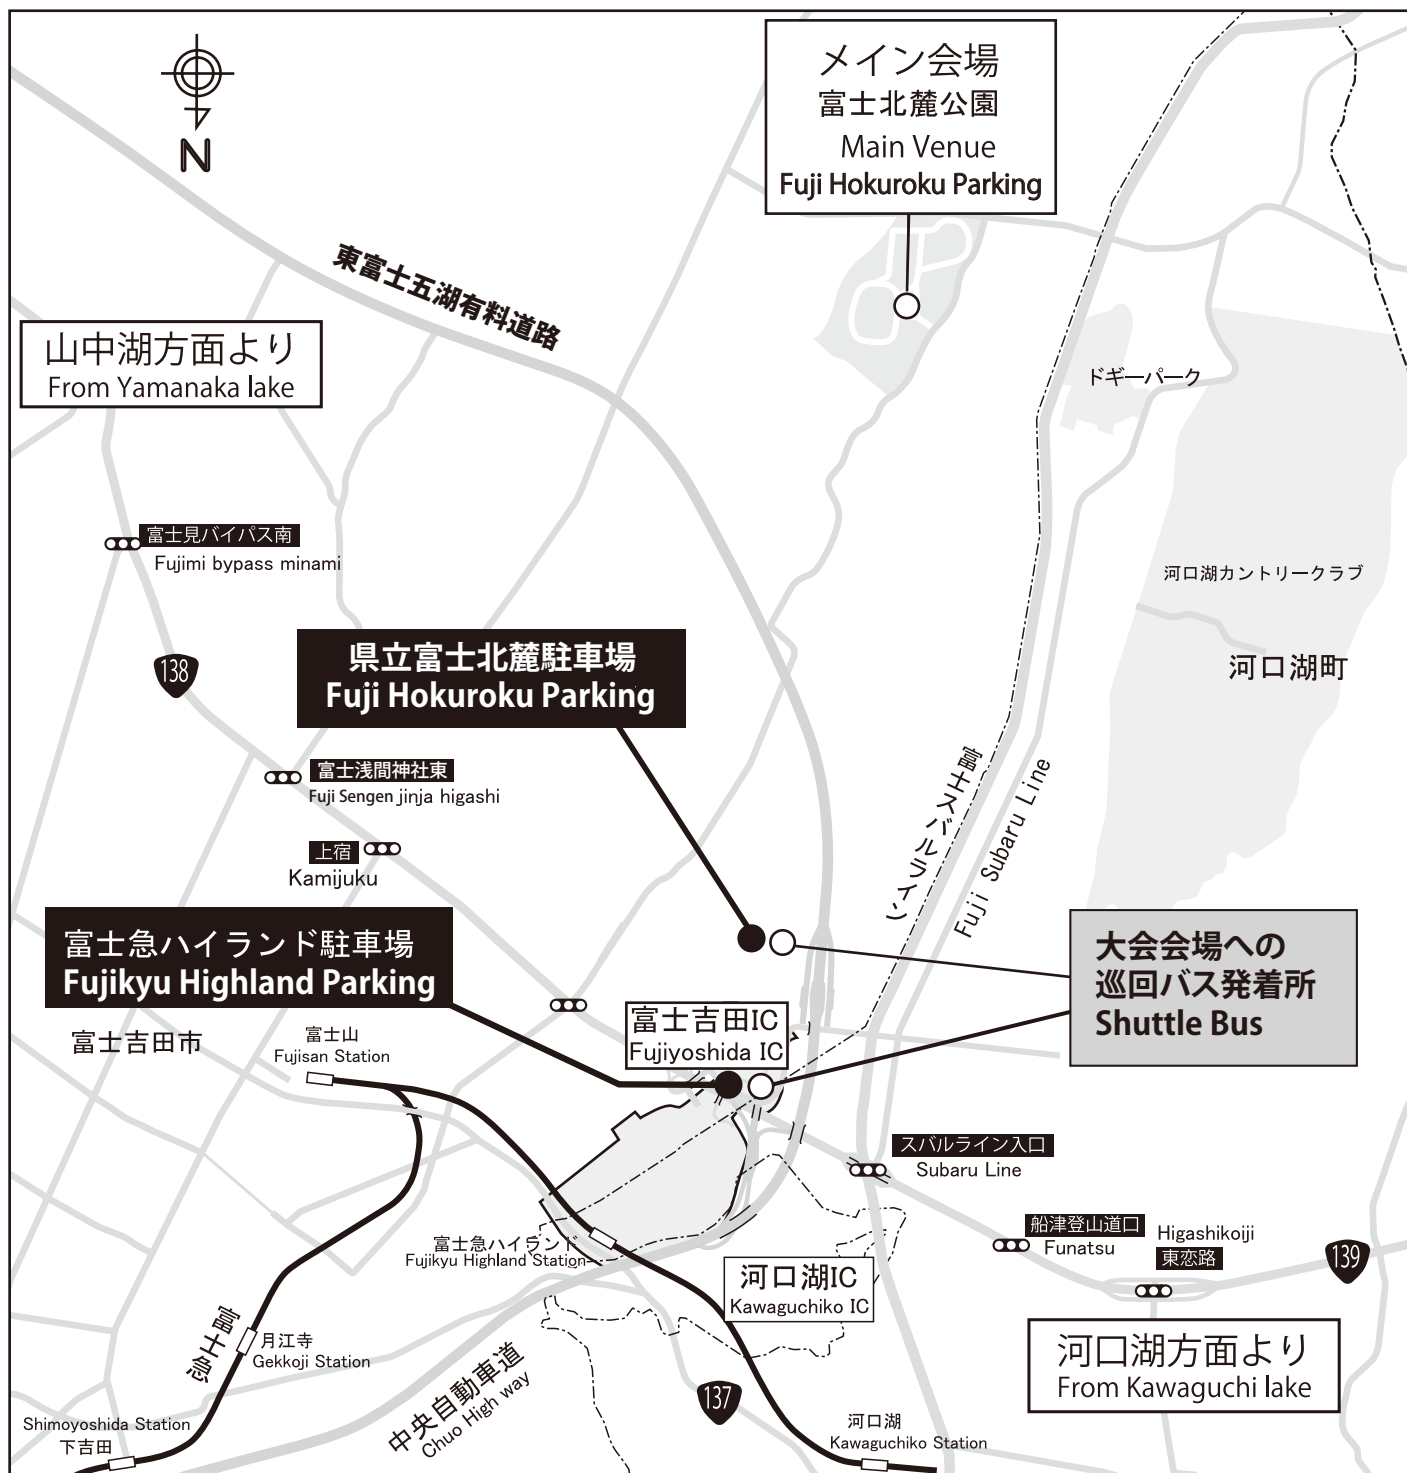 N
メイン会場
富士北麓公園
Main Venue
Fuji Hokuroku Parking
東富士五湖有料道路
山中湖方面より
From Yamanaka lake
ドギーパーク
富士見バイパス南
Fujimi bypass minami
河口湖カントリークラブ
河口湖町
138
県立富士北麓駐車場
Fuji Hokuroku Parking
富士浅間神社東
Fuji Sengen jinja higashi
上宿
Kamijuku
富士スバルライン
Fuji Subaru Line
富士急ハイランド駐車場
Fujikyu Highland Parking
大会会場への
巡回バス発着所
Shuttle Bus
富士吉田市
富士山
Fujisan Station
富士吉田IC
Fujiyoshida IC
スバルライン入口
Subaru Line
船津登山道口
Funatsu
Higashikoiji
東恋路
139
富士急ハイランド
Fujikyu Highland Station
河口湖IC
Kawaguchiko IC
富士急
月江寺
Gekkoji Station
中央自動車道
Chuo High way
137
河口湖方面より
From Kawaguchi lake
Shimoyoshida Station
下吉田
河口湖
Kawaguchiko Station